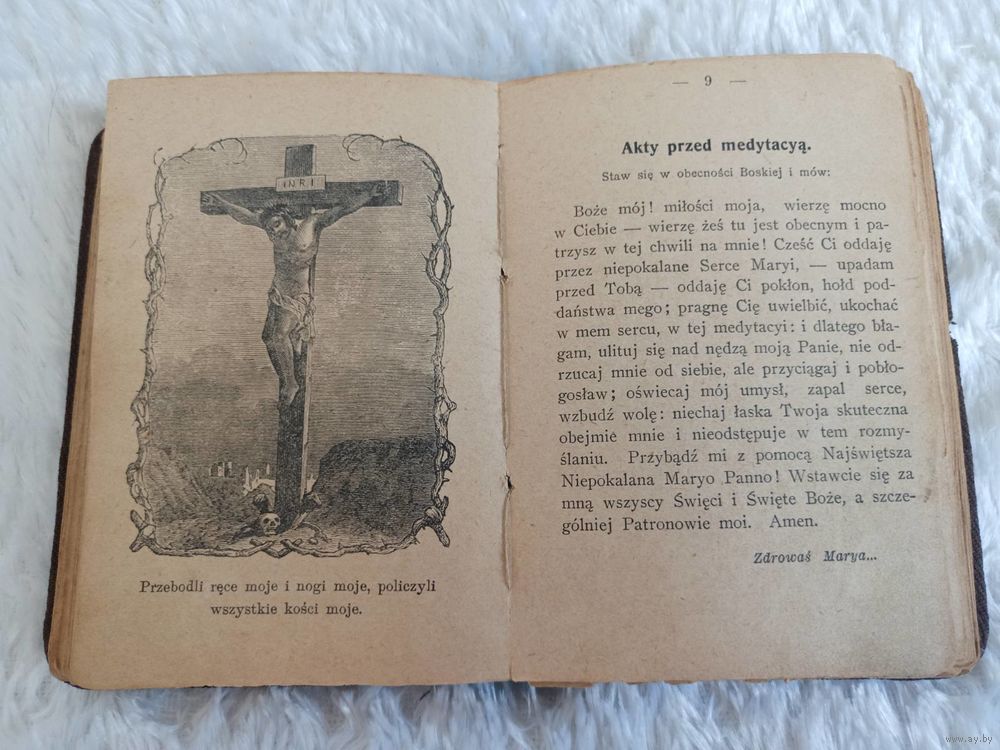 INRI
Przebodli ręce moje i nogi moje, policzyli
wszystkie kości moje.
— 9 —
Akty przed medytacyą.
Staw się w obecności Boskiej i mów:
Boże mój! miłości moja, wierzę mocno
w Ciebie — wierzę żeś tu jest obecnym i pa-
trzysz w tej chwili na mnie! Cześć Ci oddaję
przez niepokalane Serce Maryi, — upadam
przed Tobą — oddaję Ci pokłon, hołd pod-
daństwa mego; pragnę Cię uwielbić, ukochać
w mem sercu, w tej medytacyi: i dlatego bła-
gam, ulituj się nad nędzą moją Panie, nie od-
rzucaj mnie od siebie, ale przyciągaj i pobło-
gosław; oświecaj mój umysł, zapal serce,
wzbudź wolę: niechaj łaska Twoja skuteczna
obejmie mnie i nieodstępuje w tem rozmy-
ślaniu. Przybądź mi z pomocą Najświętsza
Niepokalana Maryo Panno! Wstawcie się za
mną wszyscy Święci i Święte Boże, a szcze-
gólniej Patronowie moi. Amen.
Zdrowaś Marya...
www.ay.by